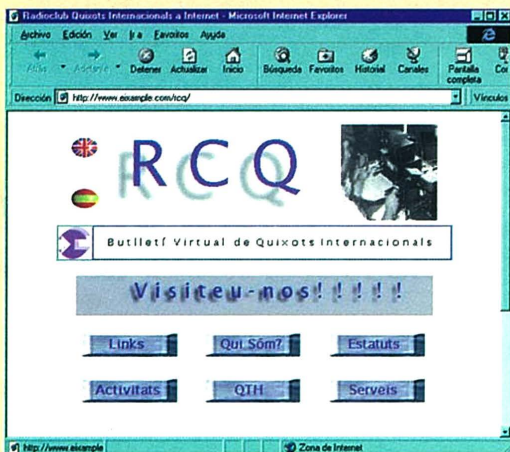 Radioclub Quixots Internacionals a Internet - Microsoft Internet Explorer
Archivo Edición Ver Ir a Favoritos Ayuda
Atrás Adelante Detener Actualizar Inicio Búsqueda Favoritos Historial Canales Pantalla completa Cor
Dirección http://www.eixample.com/rcq/ Vínculos
RCQ
Butlletí Virtual de Quixots Internacionals
Visiteu-nos!!!!!
Links Qui Sóm? Estatuts
Activitats QTH Serveis
http://www.eixample Zona de Internet